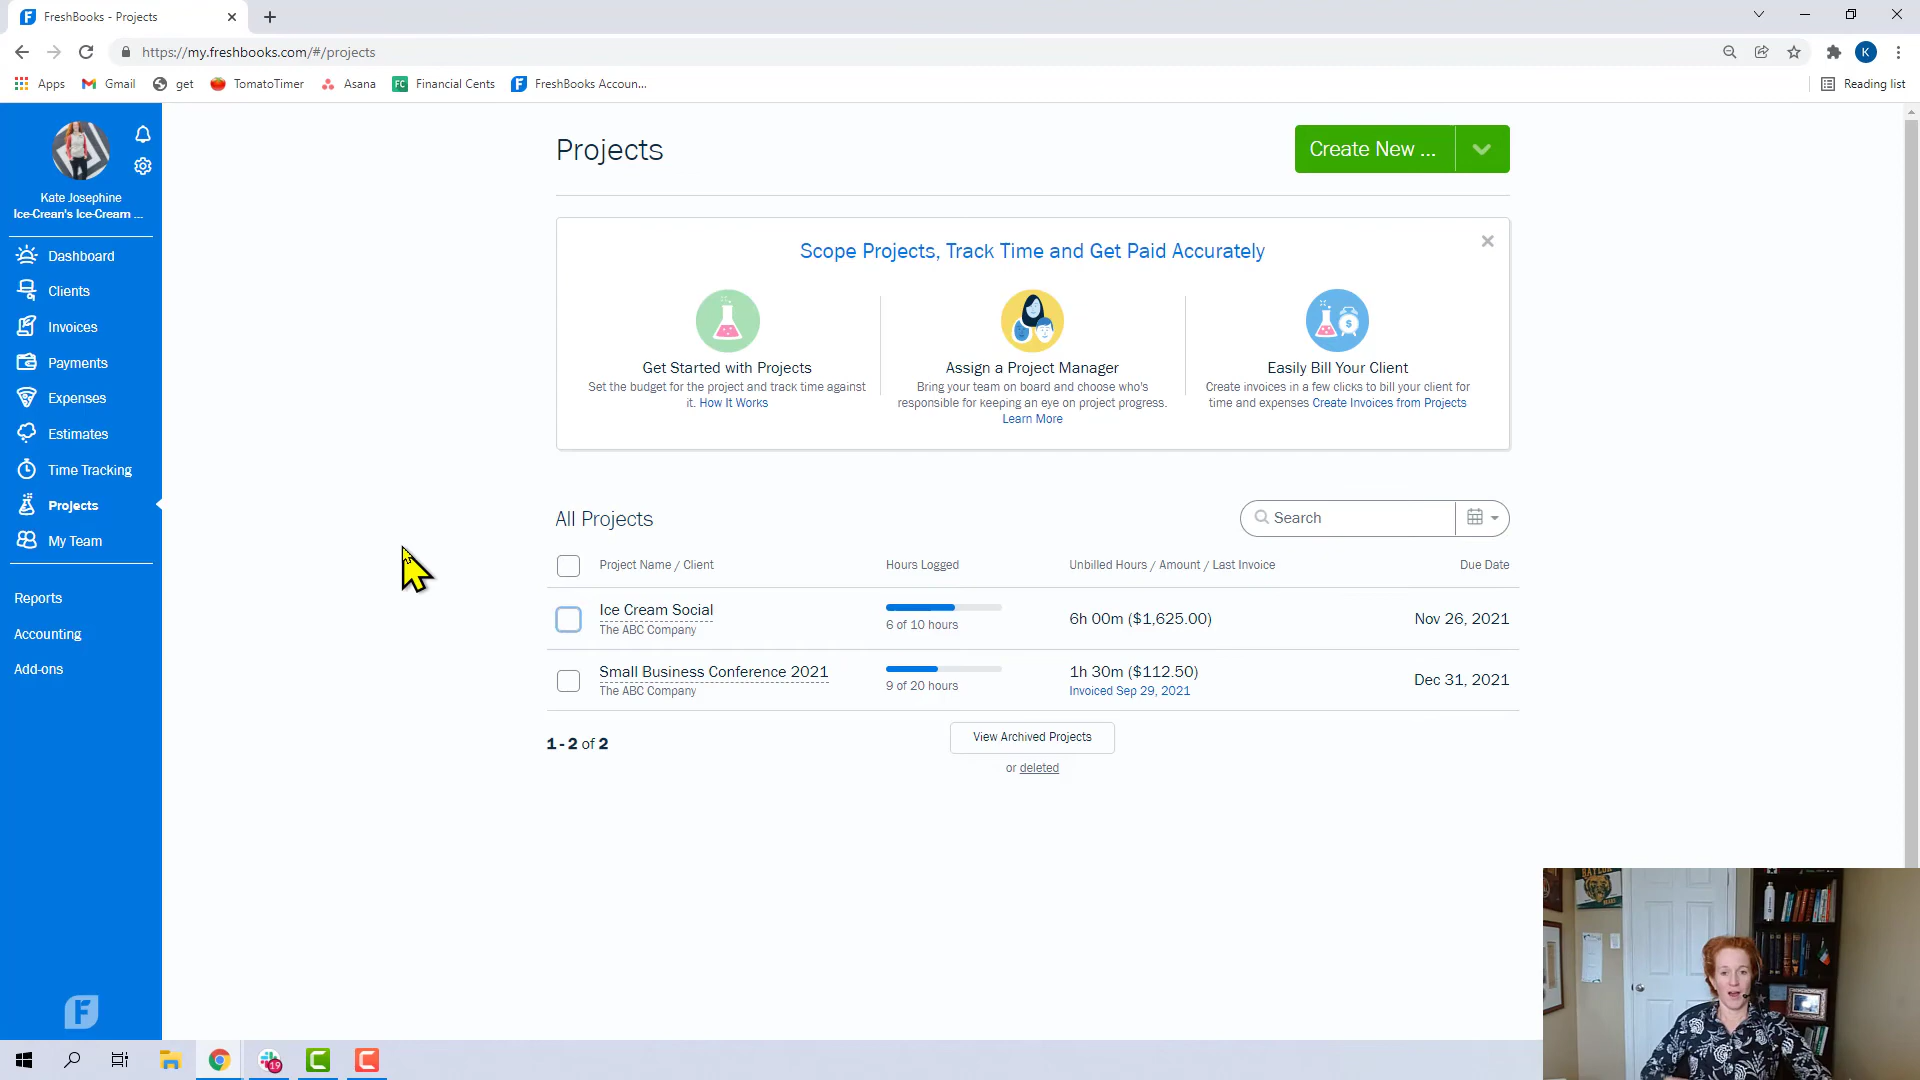 FreshBooks - Projects
https://my.freshbooks.com/#/projects
K
Apps
Gmail
get
TomatoTimer
Asana
FC
Financial Cents
FreshBooks Accoun...
Reading list
Kate Josephine
Ice-Crean's Ice-Cream ...
Dashboard
Clients
Invoices
Payments
Expenses
Estimates
Time Tracking
Projects
My Team
Reports
Accounting
Add-ons
Projects
Create New ...
Scope Projects, Track Time and Get Paid Accurately
Get Started with Projects
Set the budget for the project and track time against
it. How It Works
Assign a Project Manager
Bring your team on board and choose who's
responsible for keeping an eye on project progress.
Learn More
Easily Bill Your Client
Create invoices in a few clicks to bill your client for
time and expenses Create Invoices from Projects
All Projects
Search
Project Name / Client
Hours Logged
Unbilled Hours / Amount / Last Invoice
Due Date
Ice Cream Social
The ABC Company
6 of 10 hours
6h 00m ($1,625.00)
Nov 26, 2021
Small Business Conference 2021
The ABC Company
9 of 20 hours
1h 30m ($112.50)
Invoiced Sep 29, 2021
Dec 31, 2021
1 - 2 of 2
View Archived Projects
or deleted
F
19